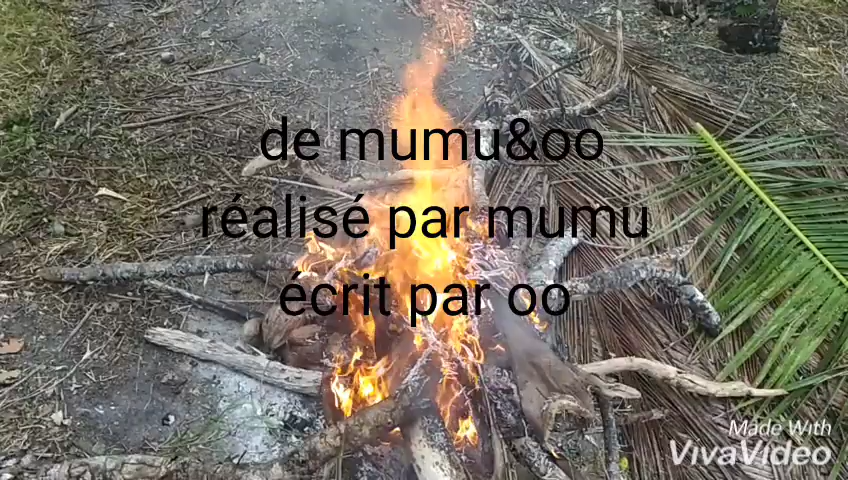 de mumu&oo
réalisé par mumu
écrit par oo
Made With
VivaVideo